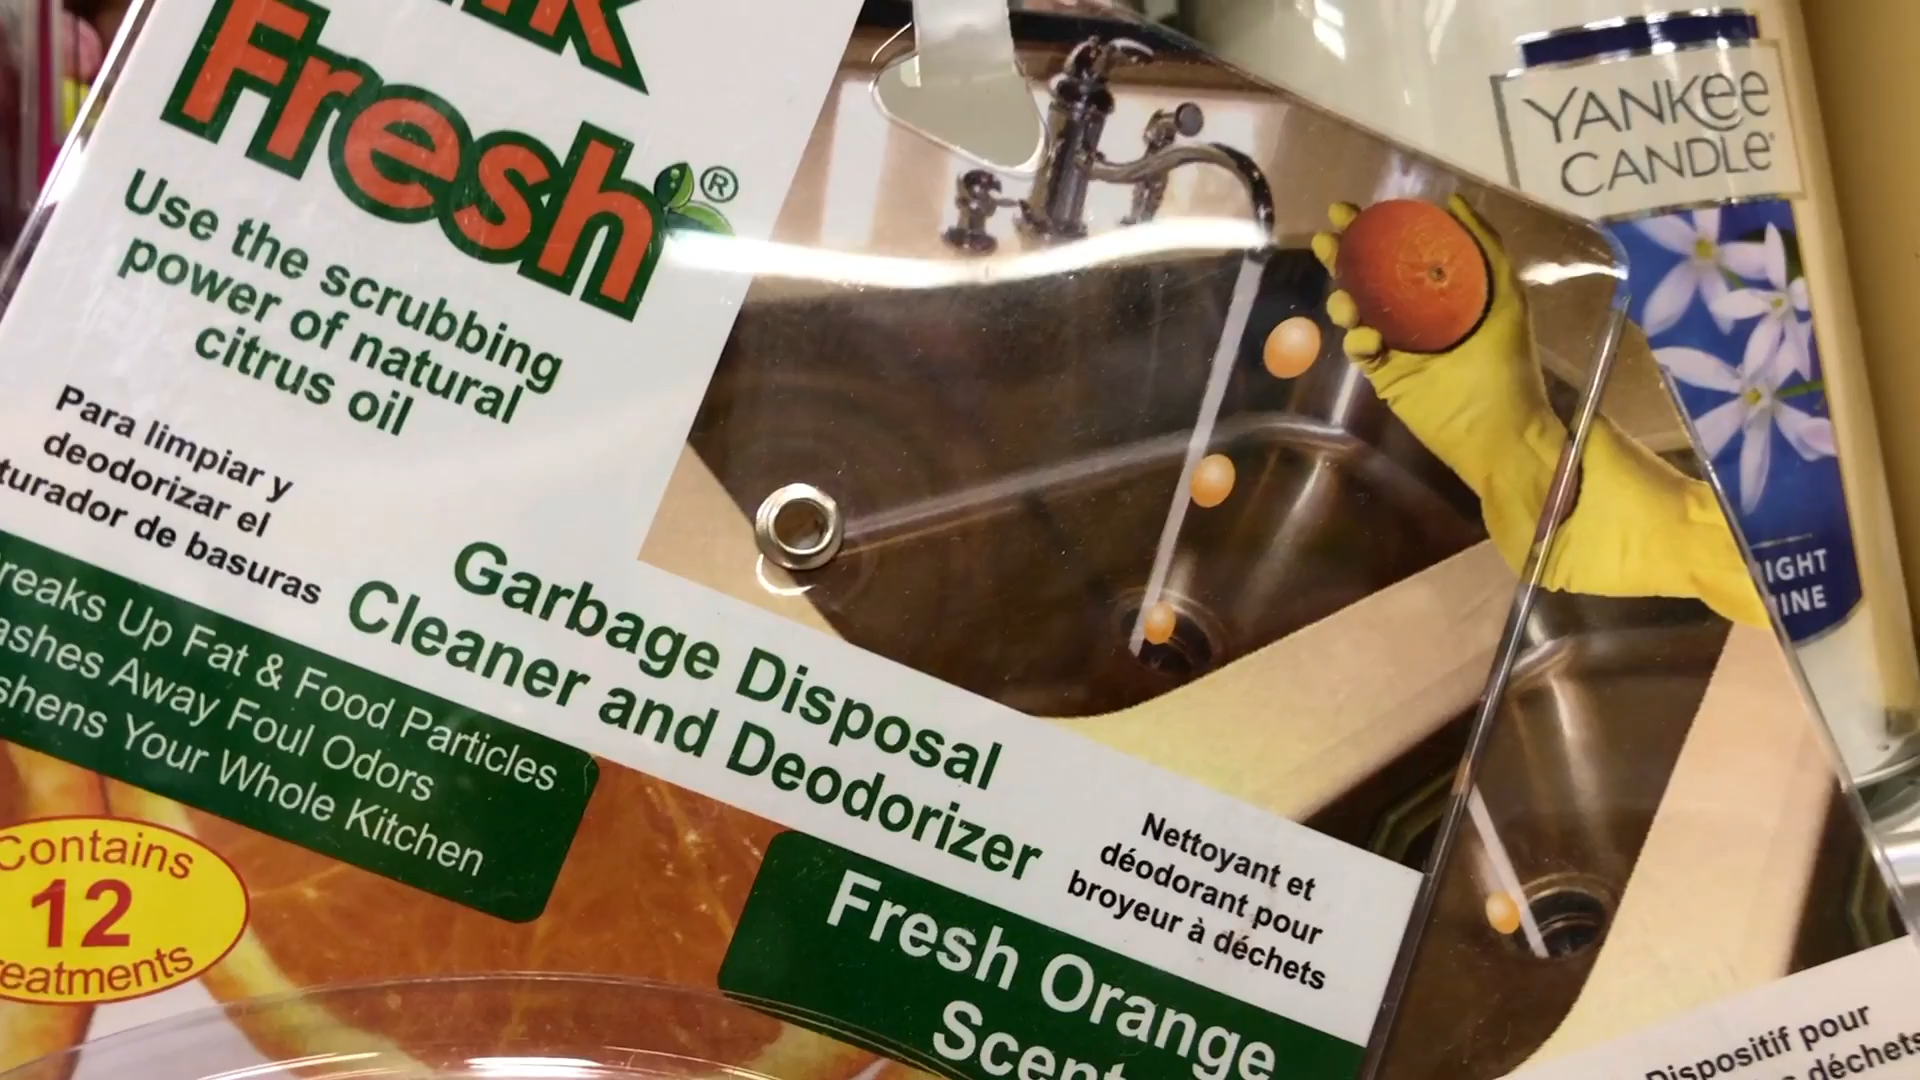 Fresh®
Use the scrubbing
power of natural
citrus oil
Para limpiar y
deodorizar el
turador de basuras
reaks Up Fat & Food Particles
ashes Away Foul Odors
shens Your Whole Kitchen
Contains
12
reatments
Garbage Disposal
Cleaner and Deodorizer
Nettoyant et
déodorant pour
broyeur à déchets
Fresh Orange
Scent
YANKEE
CANDLE®
IGHT
INE
Dispositif pour
déchets